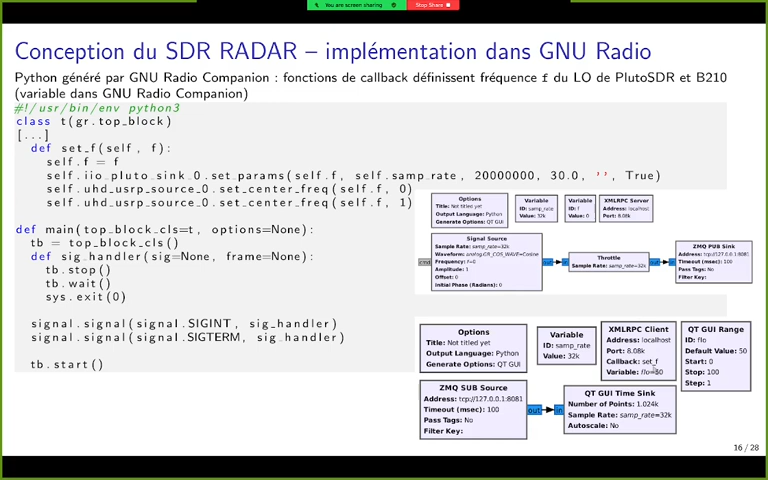 You are screen sharing
Stop Share
Conception du SDR RADAR – implémentation dans GNU Radio
Python généré par GNU Radio Companion : fonctions de callback définissent fréquence f du LO de PlutoSDR et B210
(variable dans GNU Radio Companion)
#!/usr/bin/env python3
class t(gr.top_block)
[...]
def set_f(self, f):
self.f = f
self.iio_pluto_sink_0.set_params(self.f, self.samp_rate, 20000000, 30.0, '', True)
self.uhd_usrp_source_0.set_center_freq(self.f, 0)
self.uhd_usrp_source_0.set_center_freq(self.f, 1)
def main(top_block_cls=t, options=None):
tb = top_block_cls()
def sig_handler(sig=None, frame=None):
tb.stop()
tb.wait()
sys.exit(0)
signal.signal(signal.SIGINT, sig_handler)
signal.signal(signal.SIGTERM, sig_handler)
tb.start()
Options
Title: Not titled yet
Output Language: Python
Generate Options: QT GUI
Variable
ID: samp_rate
Value: 32k
Variable
ID: f
Value: 0
XMLRPC Server
Address: localhost
Port: 8.08k
Signal Source
Sample Rate: samp_rate=32k
Waveform: analog.GR_COS_WAVE=Cosine
Frequency: f=0
Amplitude: 1
Offset: 0
Initial Phase (Radians): 0
cmd
out
in
Throttle
Sample Rate: samp_rate=32k
out
in
ZMQ PUB Sink
Address: tcp://127.0.0.1:8081
Timeout (msec): 100
Pass Tags: No
Filter Key:
Options
Title: Not titled yet
Output Language: Python
Generate Options: QT GUI
Variable
ID: samp_rate
Value: 32k
XMLRPC Client
Address: localhost
Port: 8.08k
Callback: set_f
Variable: flo=50
QT GUI Range
ID: flo
Default Value: 50
Start: 0
Stop: 100
Step: 1
ZMQ SUB Source
Address: tcp://127.0.0.1:8081
Timeout (msec): 100
Pass Tags: No
Filter Key:
out
in
QT GUI Time Sink
Number of Points: 1.024k
Sample Rate: samp_rate=32k
Autoscale: No
16 / 28